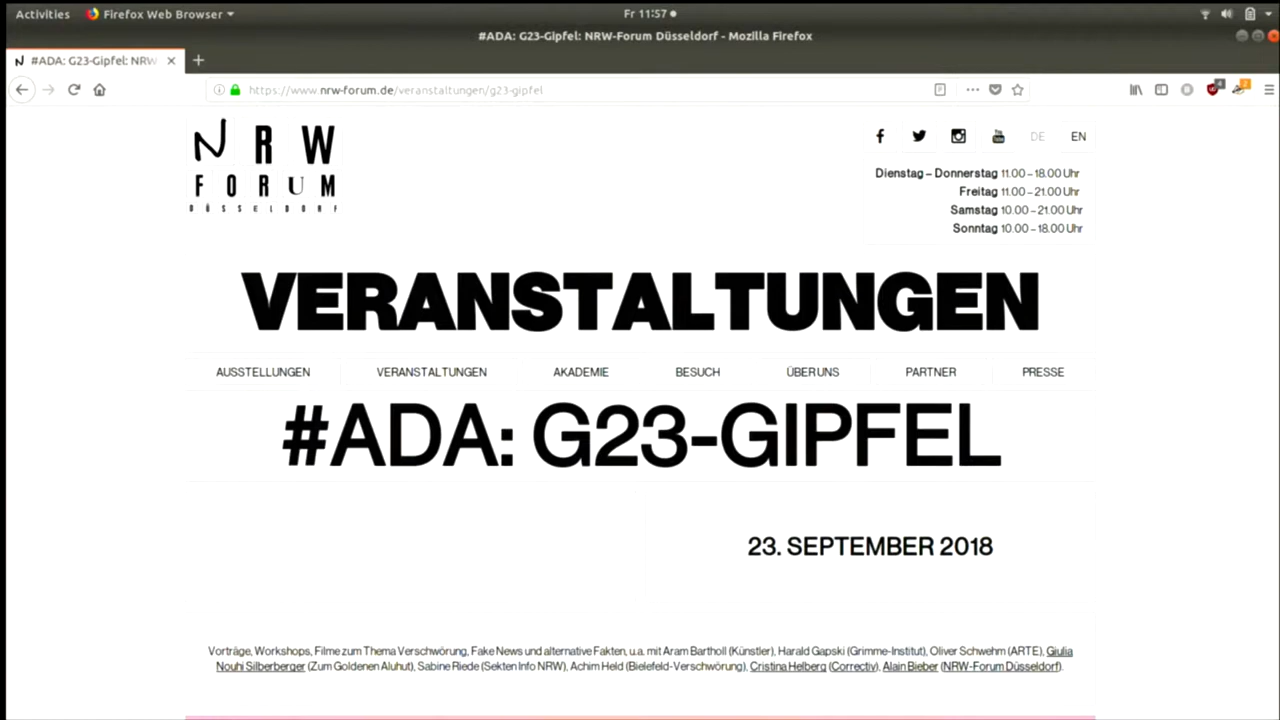 Activities Firefox Web Browser Fr 11:57
#ADA: G23-Gipfel: NRW-Forum Düsseldorf - Mozilla Firefox
#ADA: G23-Gipfel: NRW
https://www.nrw-forum.de/veranstaltungen/g23-gipfel
4 2
NRW
FORUM
DÜSSELDORF
You Tube DE EN
Dienstag – Donnerstag 11.00 – 18.00 Uhr
Freitag 11.00 – 21.00 Uhr
Samstag 10.00 – 21.00 Uhr
Sonntag 10.00 – 18.00 Uhr
VERANSTALTUNGEN
AUSSTELLUNGEN VERANSTALTUNGEN AKADEMIE BESUCH ÜBER UNS PARTNER PRESSE
#ADA: G23-GIPFEL
23. SEPTEMBER 2018
Vorträge, Workshops, Filme zum Thema Verschwörung, Fake News und alternative Fakten, u.a. mit Aram Bartholl (Künstler), Harald Gapski (Grimme-Institut), Oliver Schwehm (ARTE), Giulia
Nouhi Silberberger (Zum Goldenen Aluhut), Sabine Riede (Sekten Info NRW), Achim Held (Bielefeld-Verschwörung), Cristina Helberg (Correctiv), Alain Bieber (NRW-Forum Düsseldorf).